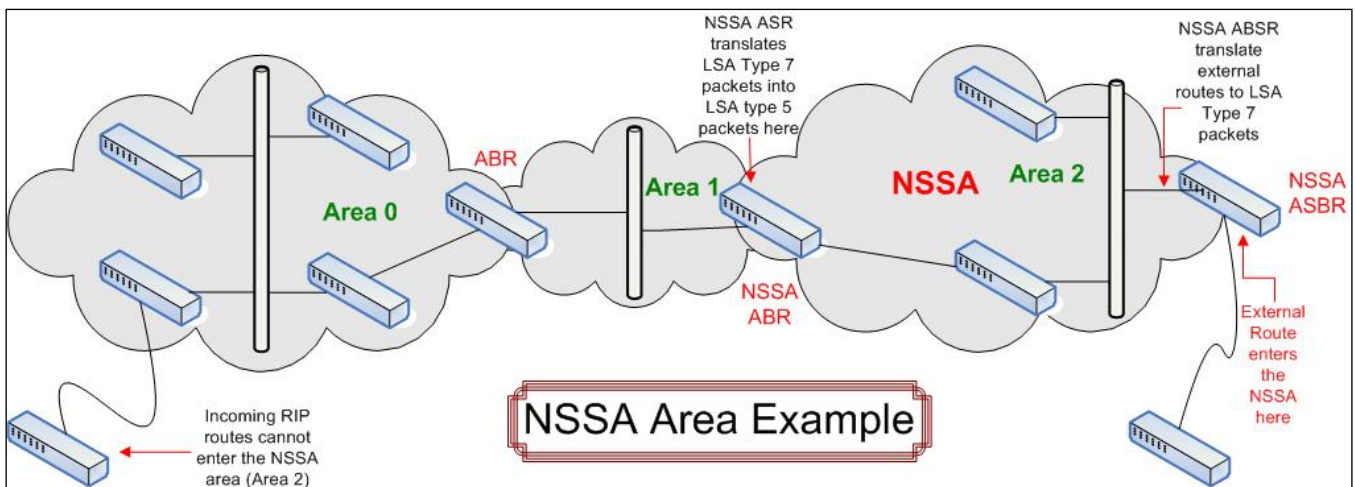 NSSA ASR
translates
LSA Type 7
packets into
LSA type 5
packets here
NSSA ABSR
translate
external
routes to LSA
Type 7
packets
ABR
Area 0
Area 1
NSSA
Area 2
NSSA
ASBR
NSSA
ABR
External
Route
enters
the
NSSA
here
Incoming RIP
routes cannot
enter the NSSA
area (Area 2)
NSSA Area Example